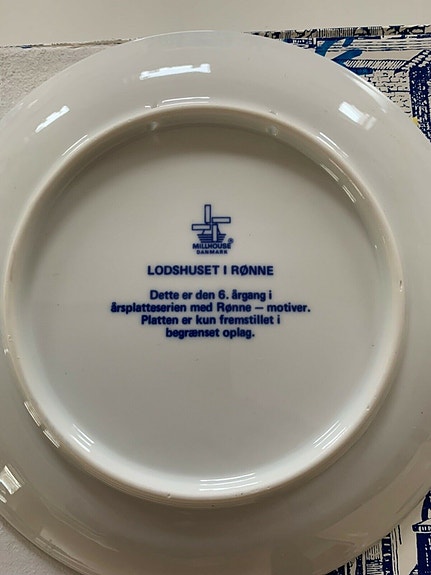 MILLHOUSE®
DANMARK
LODSHUSET I RØNNE
Dette er den 6. årgang i
årsplatteserien med Rønne – motiver.
Platten er kun fremstillet i
begrænset oplag.